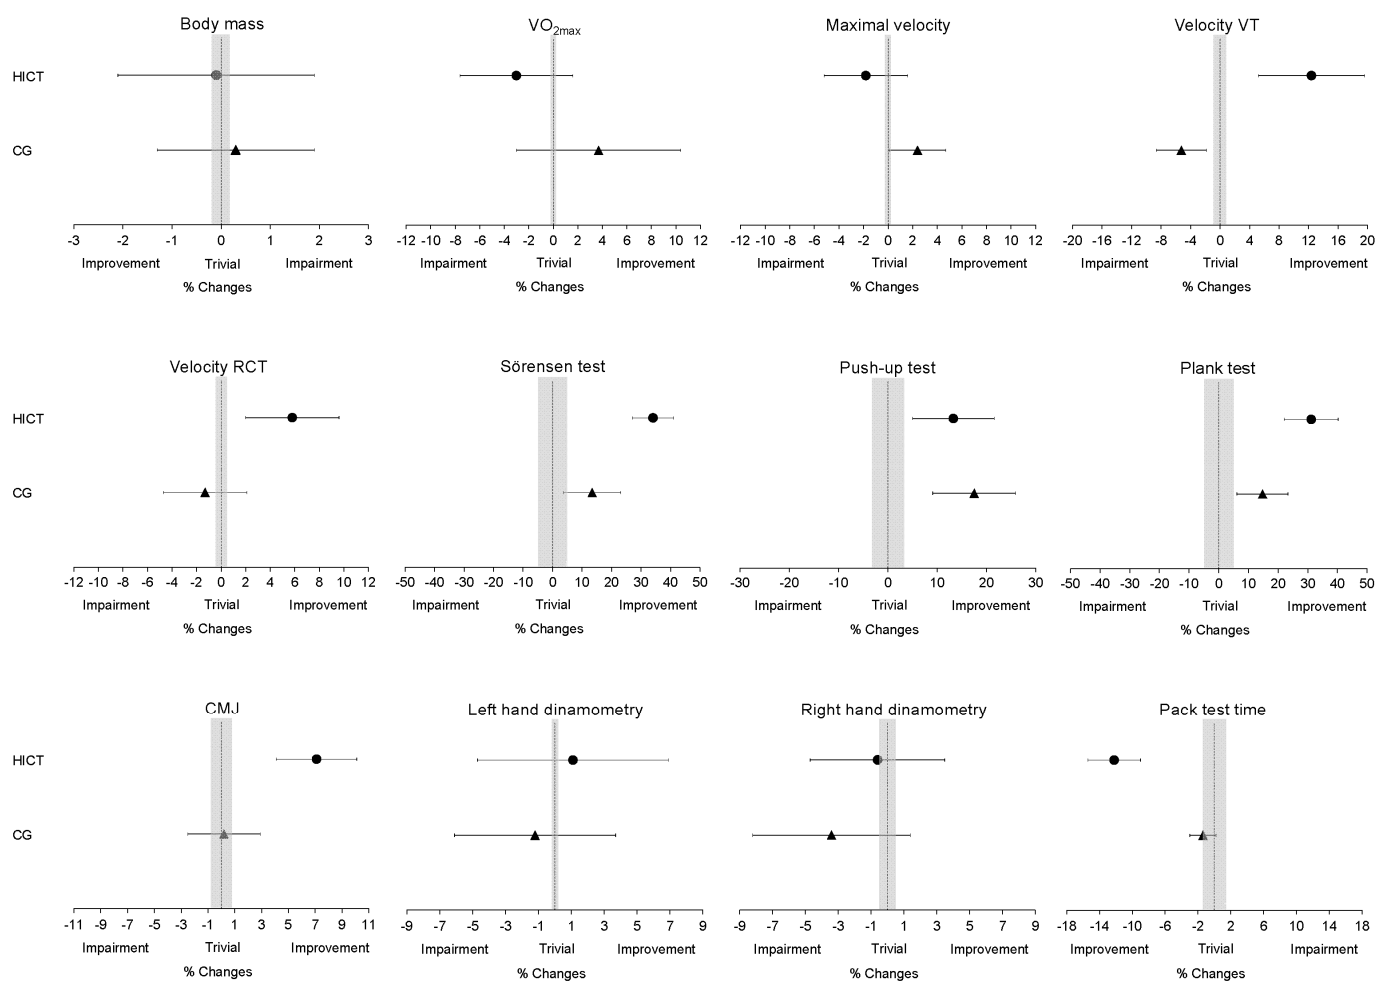 Body mass VO2max Maximal velocity Velocity VT
HICT
CG
-3 -2 -1 0 1 2 3 -12 -10 -8 -6 -4 -2 0 2 4 6 8 10 12 -12 -10 -8 -6 -4 -2 0 2 4 6 8 10 12 -20 -16 -12 -8 -4 0 4 8 12 16 20
Improvement Trivial Impairment Impairment Trivial Improvement Impairment Trivial Improvement Impairment Trivial Improvement
% Changes % Changes % Changes % Changes
Velocity RCT Sörensen test Push-up test Plank test
HICT
CG
-12 -10 -8 -6 -4 -2 0 2 4 6 8 10 12 -50 -40 -30 -20 -10 0 10 20 30 40 50 -30 -20 -10 0 10 20 30 -50 -40 -30 -20 -10 0 10 20 30 40 50
Impairment Trivial Improvement Impairment Trivial Improvement Impairment Trivial Improvement Impairment Trivial Improvement
% Changes % Changes % Changes % Changes
CMJ Left hand dinamometry Right hand dinamometry Pack test time
HICT
CG
-11 -9 -7 -5 -3 -1 1 3 5 7 9 11 -9 -7 -5 -3 -1 1 3 5 7 9 -9 -7 -5 -3 -1 1 3 5 7 9 -18 -14 -10 -6 -2 2 6 10 14 18
Impairment Trivial Improvement Impairment Trivial Improvement Impairment Trivial Improvement Improvement Trivial Impairment
% Changes % Changes % Changes % Changes